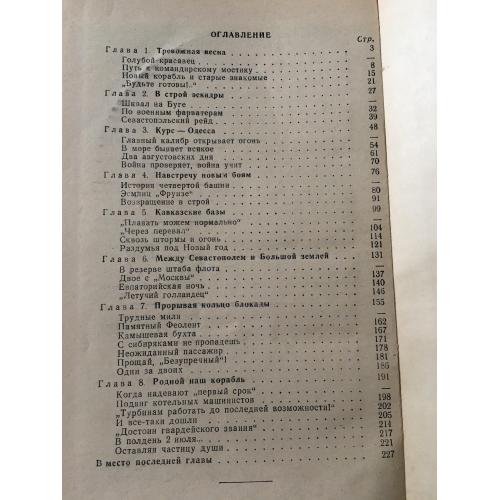 ОГЛАВЛЕНИЕ
Стр.
Глава 1. Тревожная весна 3
Голубой красавец —
Путь к командирскому мостику 8
Новый корабль и старые знакомые 15
„Будьте готовы!„ 21
Глава 2. В строй эскадры 27
Шквал на Буге —
По военным фарватерам 32
Севастопольский рейд 39
Глава 3. Курс — Одесса 48
Главный калибр открывает огонь —
В море бывает всякое 54
Два августовских дня 61
Война проверяет, война учит 70
Глава 4. Навстречу новым боям 76
История четвертой башни —
Эсминец „Фрунзе" 80
Возвращение в строй 91
Глава 5. Кавказские базы 99
„Плавать можем нормально" —
„Через перевал" 104
Сквозь штормы и огонь 114
Раздумья под Новый год 121
Глава 6. Между Севастополем и Большой землей 131
В резерве штаба флота —
Двое с „Москвы" 137
Евпаторийская ночь 140
„Летучий голландец" 146
Глава 7. Прорывая кольцо блокады 155
Трудные мили —
Памятный Феолент 162
Камышевая бухта 167
С сибиряками не пропадешь 171
Неожиданный пассажир 178
Прощай, „Безупречный"! 181
Один за двоих 186
Глава 8. Родной наш корабль 191
Когда надевают „первый срок" —
Подвиг котельных машинистов 198
„Турбинам работать до последней возможности!" 202
И все-таки дошли 205
„Достоин гвардейского звания" 214
В полдень 2 июля... 217
Оставляя частицу души 221
Вместо последней главы 227